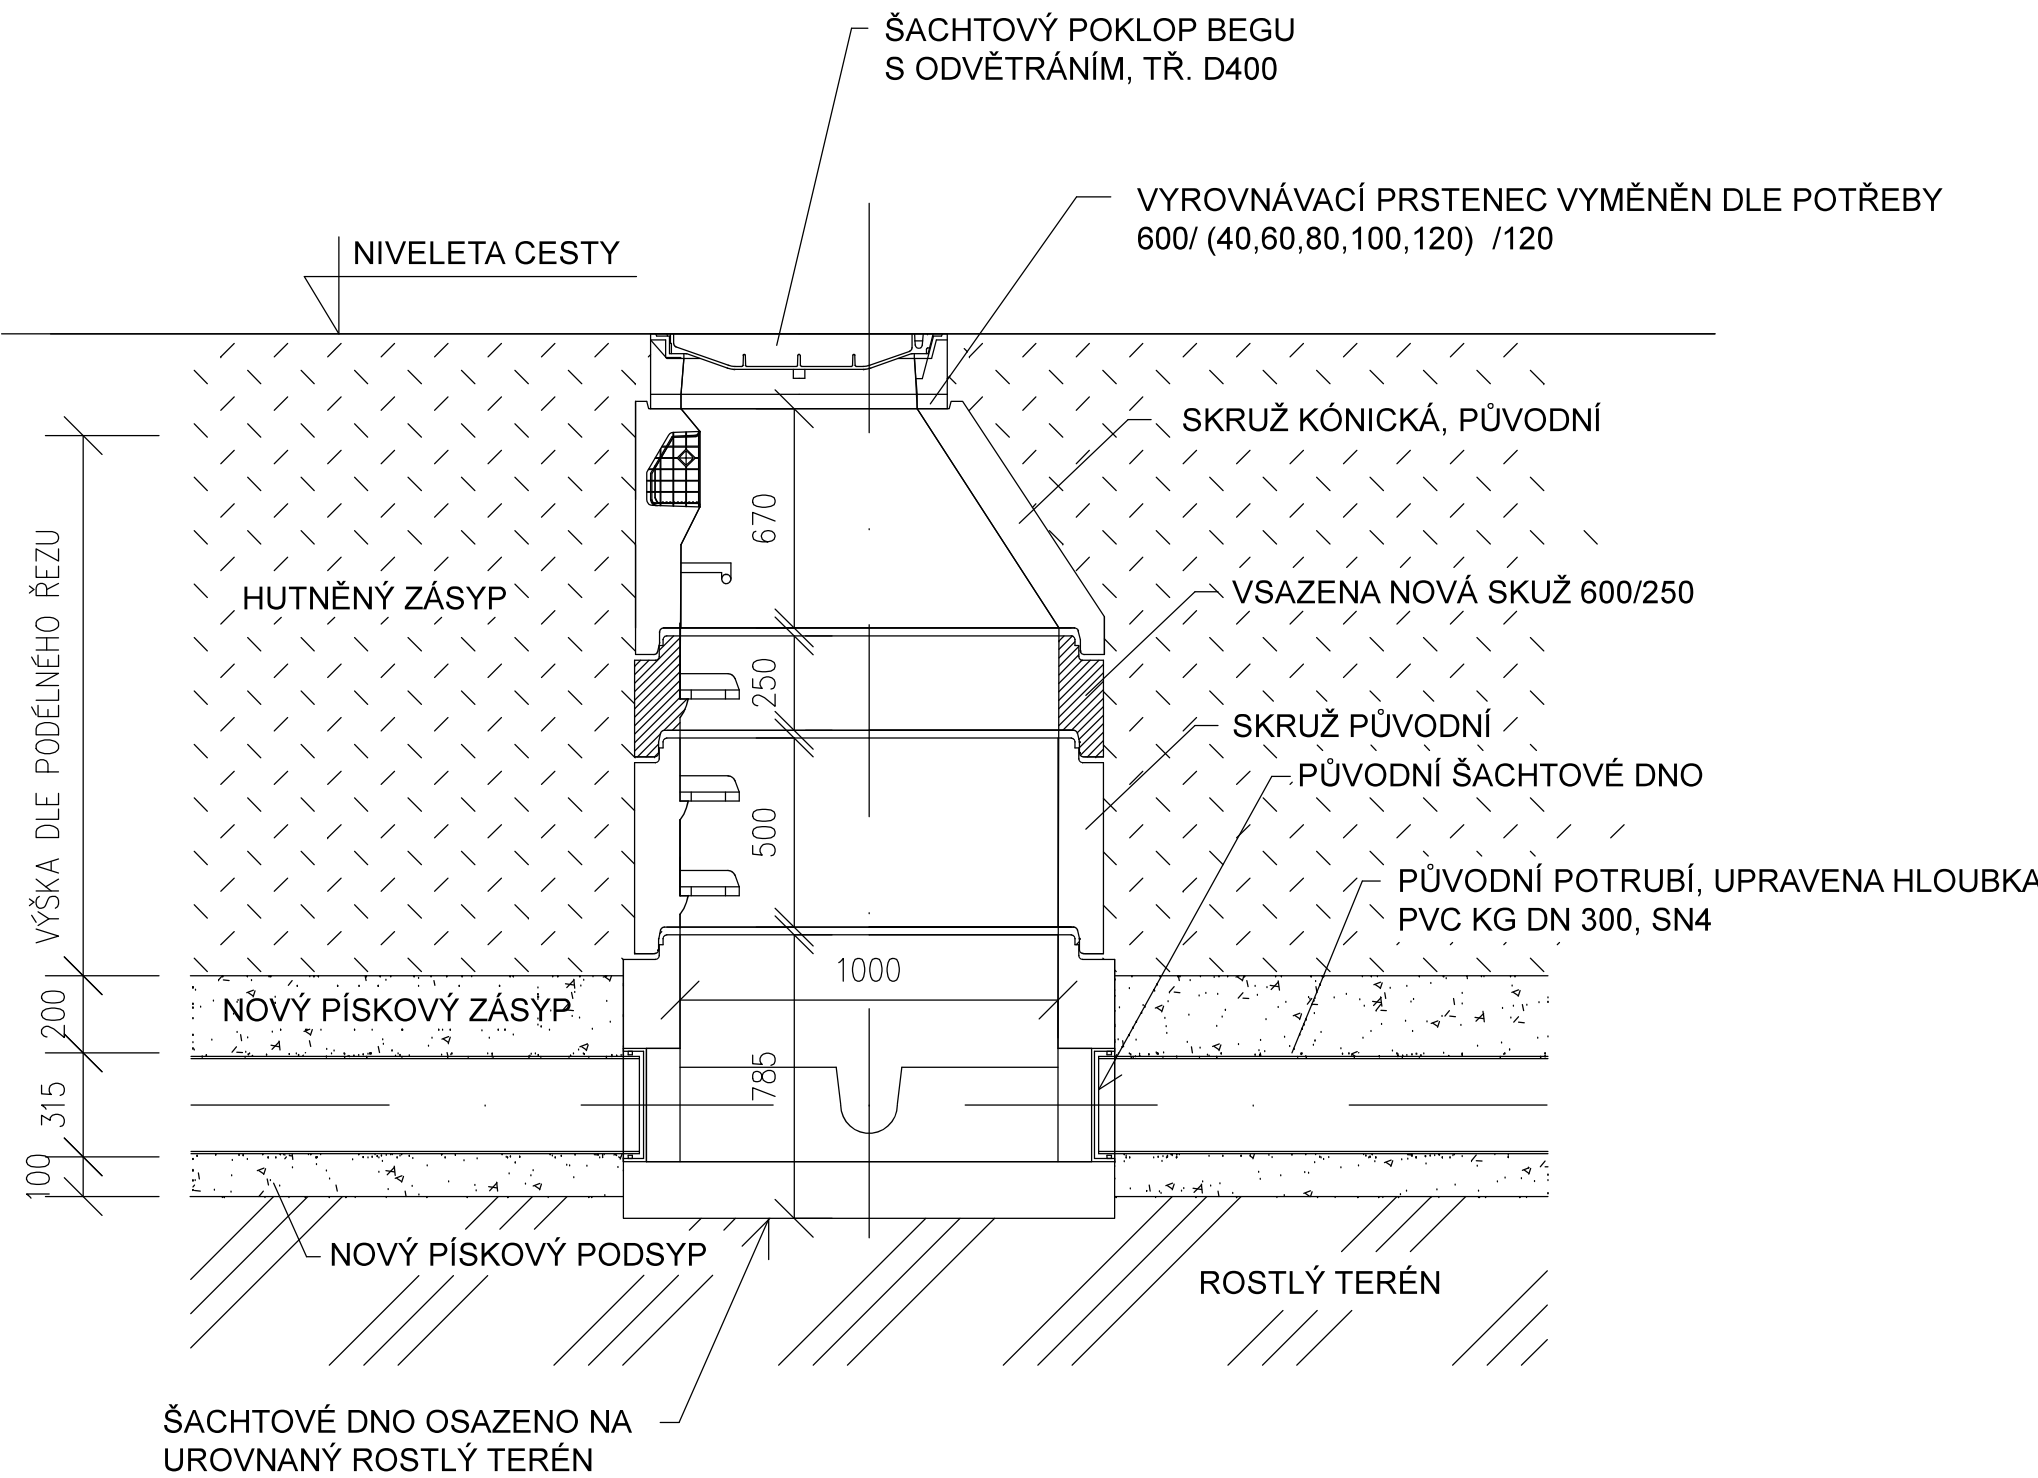 ŠACHTOVÝ POKLOP BEGU
S ODVĚTRÁNÍM, TŘ. D400
VYROVNÁVACÍ PRSTENEC VYMĚNĚN DLE POTŘEBY
600/ (40,60,80,100,120) /120
NIVELETA CESTY
SKRUŽ KÓNICKÁ, PŮVODNÍ
670
HUTNĚNÝ ZÁSYP
VSAZENA NOVÁ SKUŽ 600/250
VÝŠKA DLE PODÉLNÉHO ŘEZU
250
SKRUŽ PŮVODNÍ
PŮVODNÍ ŠACHTOVÉ DNO
500
PŮVODNÍ POTRUBÍ, UPRAVENA HLOUBKA
PVC KG DN 300, SN4
1000
NOVÝ PÍSKOVÝ ZÁSYP
200
785
315
100
NOVÝ PÍSKOVÝ PODSYP
ROSTLÝ TERÉN
ŠACHTOVÉ DNO OSAZENO NA
UROVNANÝ ROSTLÝ TERÉN